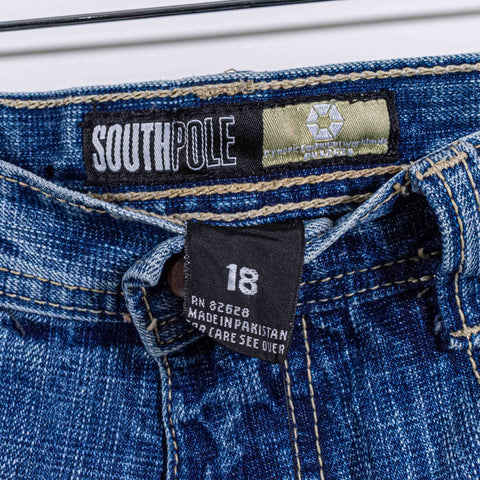 SOUTHPOLE
18
RN 82628
MADE IN PAKISTAN
FOR CARE SEE OVER